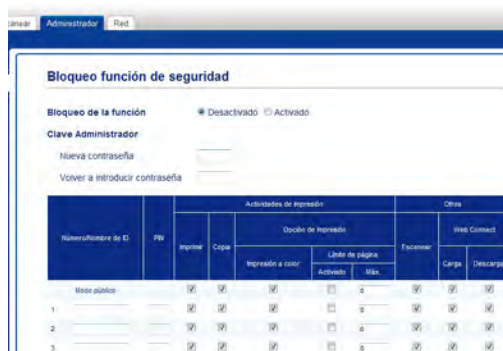 Administrador Red
Bloqueo función de seguridad
Bloqueo de la función Desactivado Activado
Clave Administrador
Nueva contraseña
Volver a introducir contraseña
Actividades de impresión Otros
Número/Nombre de ID PIN Imprimir Copia Opción de impresión Escanear Web Connect
Impresión a color Límite de página Carga Descarga
Activado Máx.
Modo público 0
1 0
2 0
3 0